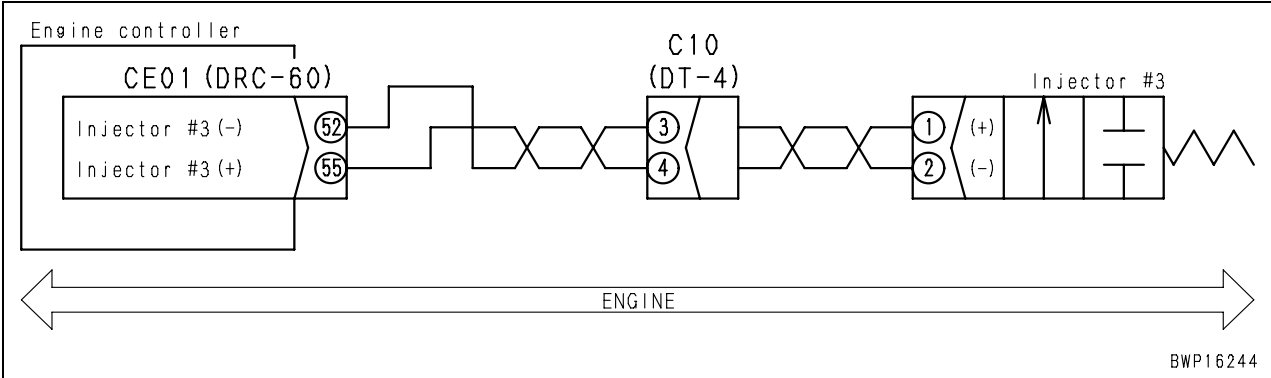 Engine controller
CE01 (DRC-60)
C10
(DT-4)
Injector #3
Injector #3(-) 52
Injector #3(+) 55
3
4
1 (+)
2 (-)
ENGINE
BWP16244